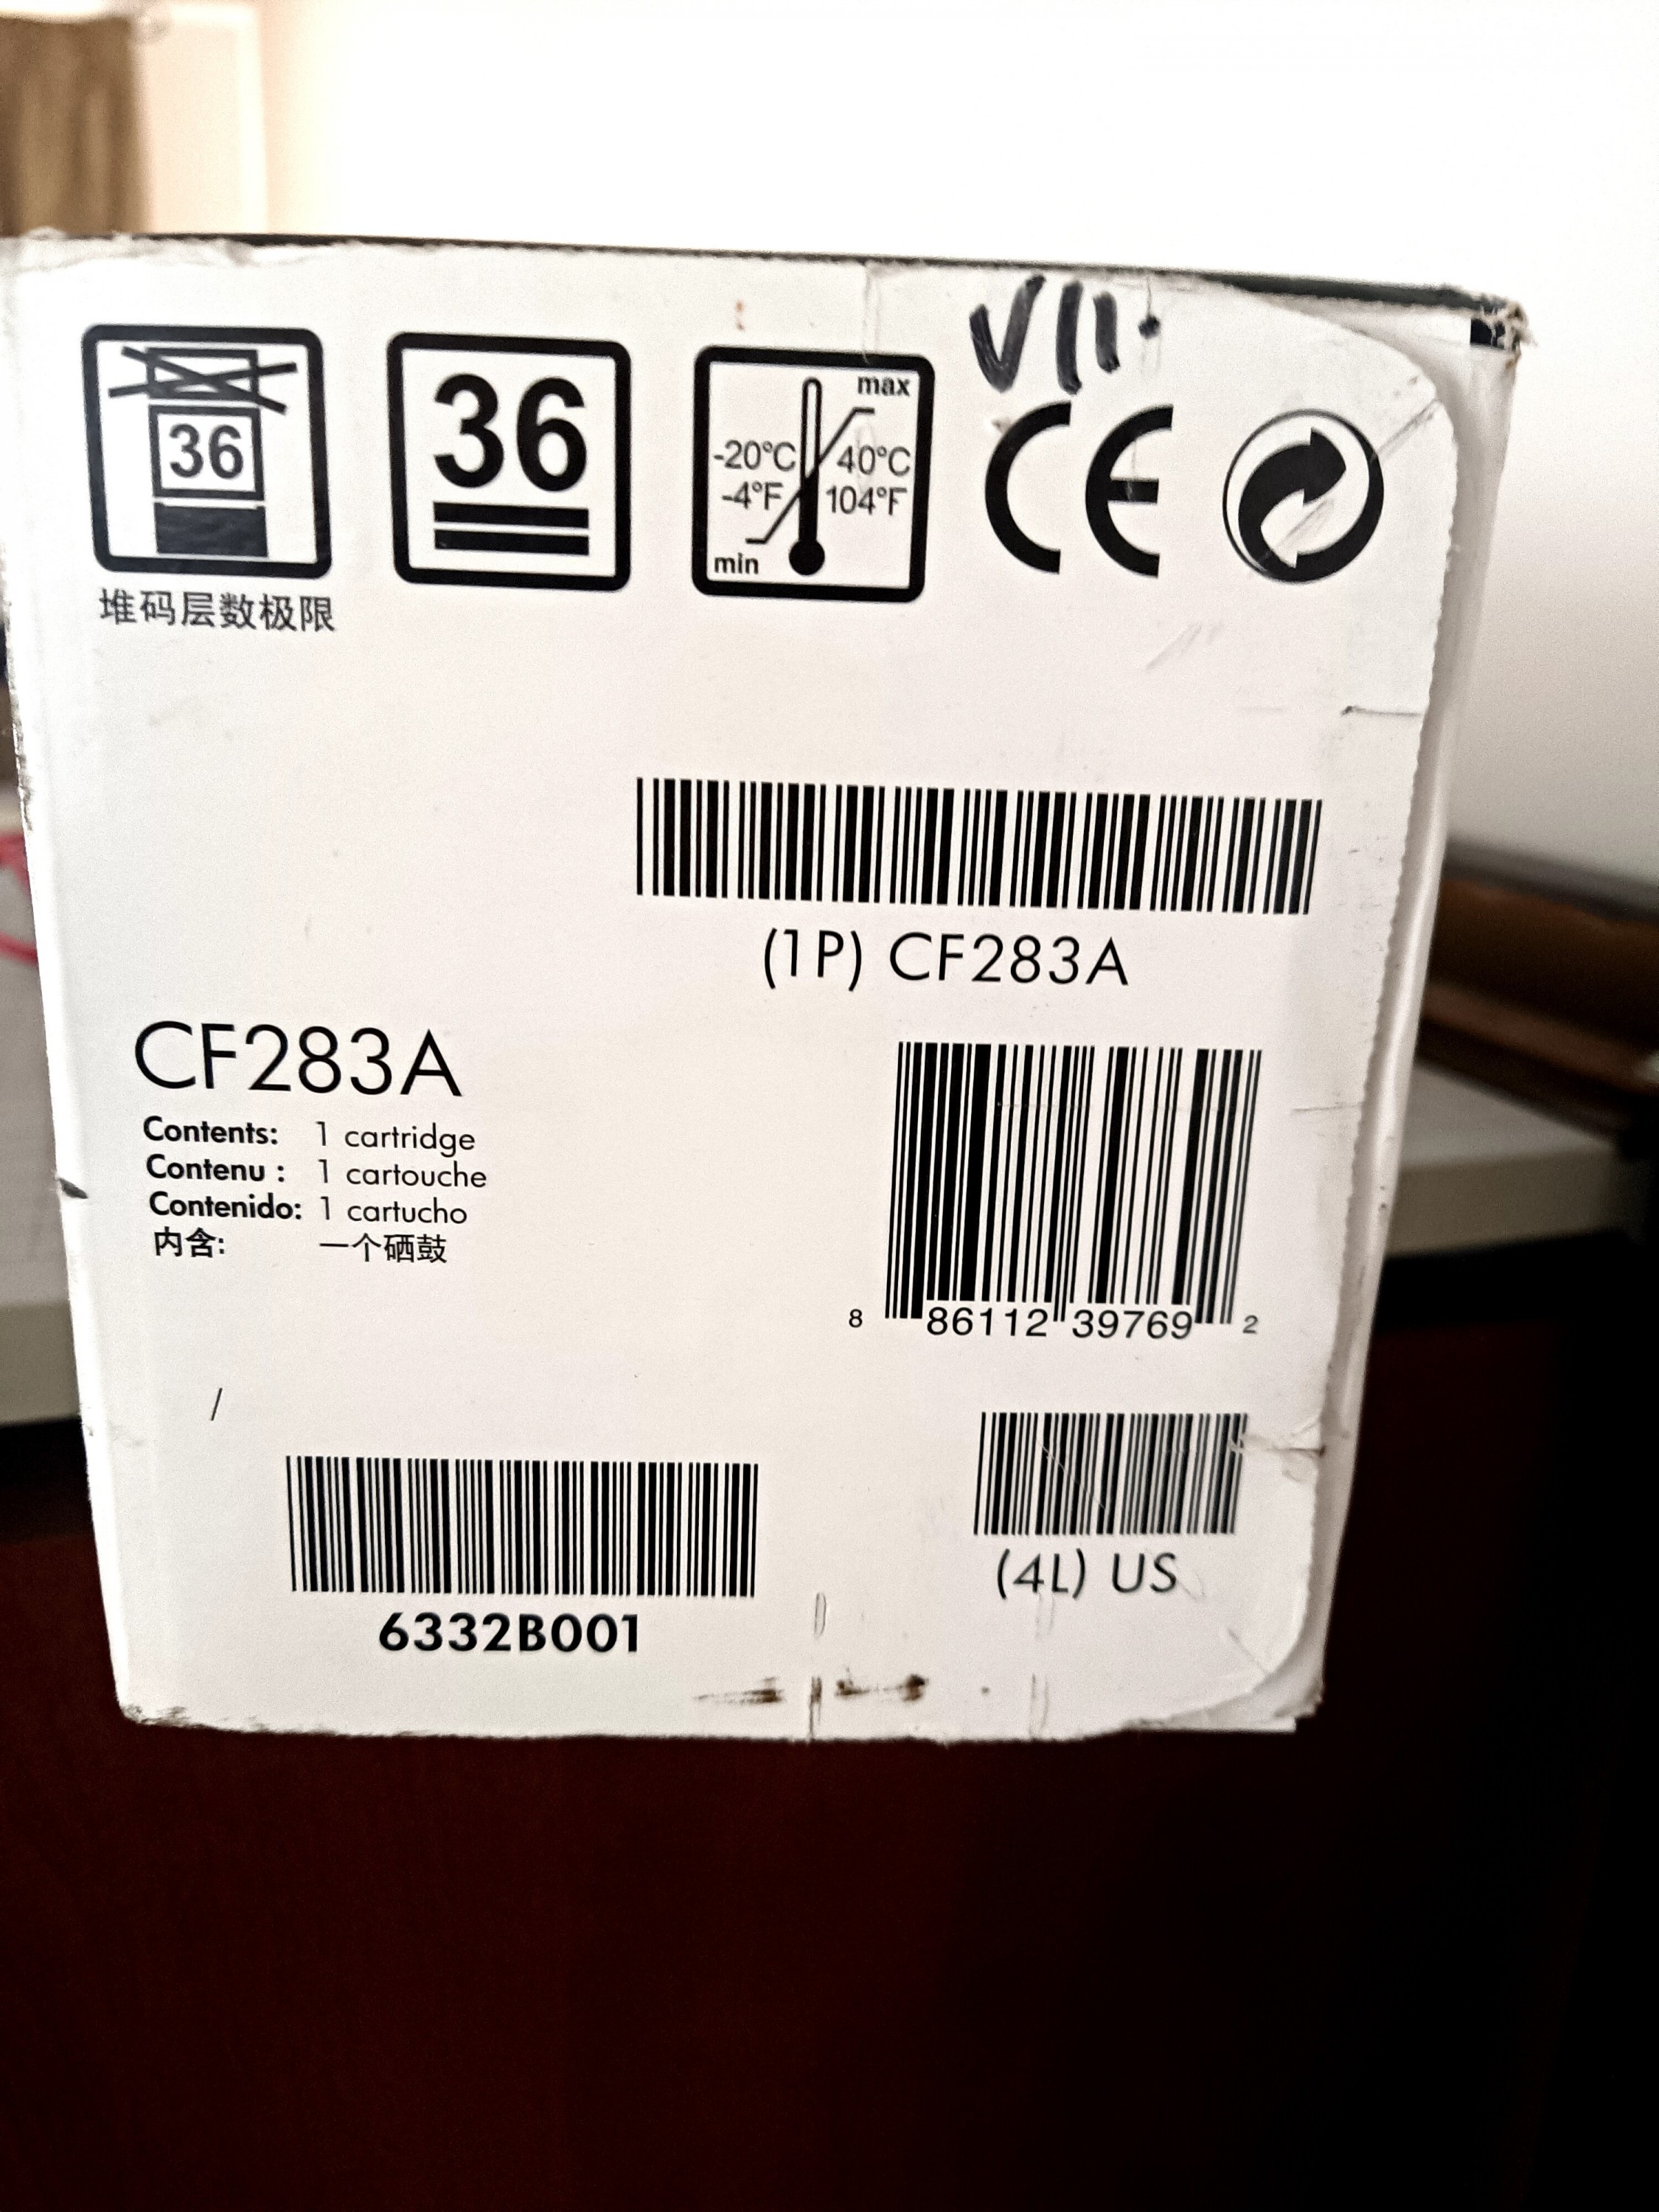 VII.
36
36
max
-20°C 40°C
-4°F 104°F
min
CE
堆码层数极限
(1P) CF283A
CF283A
Contents: 1 cartridge
Contenu : 1 cartouche
Contenido: 1 cartucho
内含: 一个硒鼓
8 86112 39769 2
/
(4L) US
6332B001